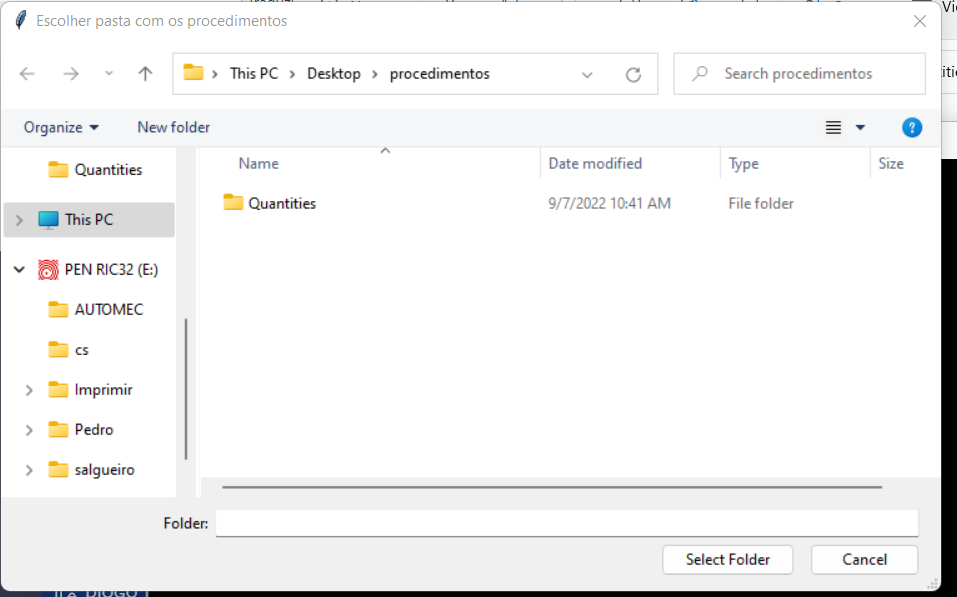 Escolher pasta com os procedimentos
This PC > Desktop > procedimentos
Search procedimentos
Organize
New folder
?
Name
Date modified
Type
Size
Quantities
This PC
PEN RIC32 (E:)
AUTOMEC
cs
Imprimir
Pedro
salgueiro
Quantities
9/7/2022 10:41 AM
File folder
Folder:
Select Folder
Cancel